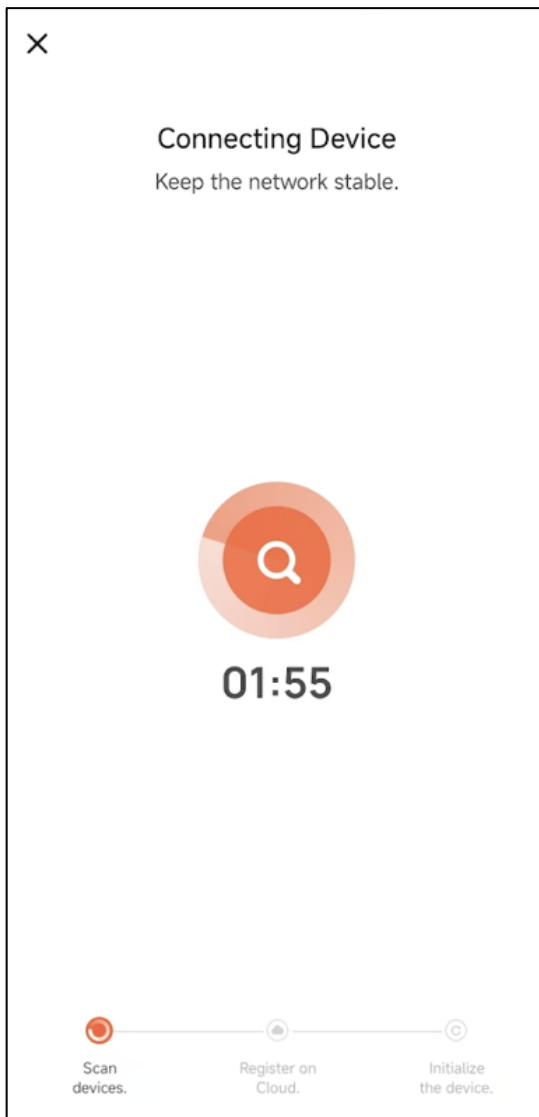 Connecting Device
Keep the network stable.
01:55
Scan
devices.
Register on
Cloud.
Initialize
the device.